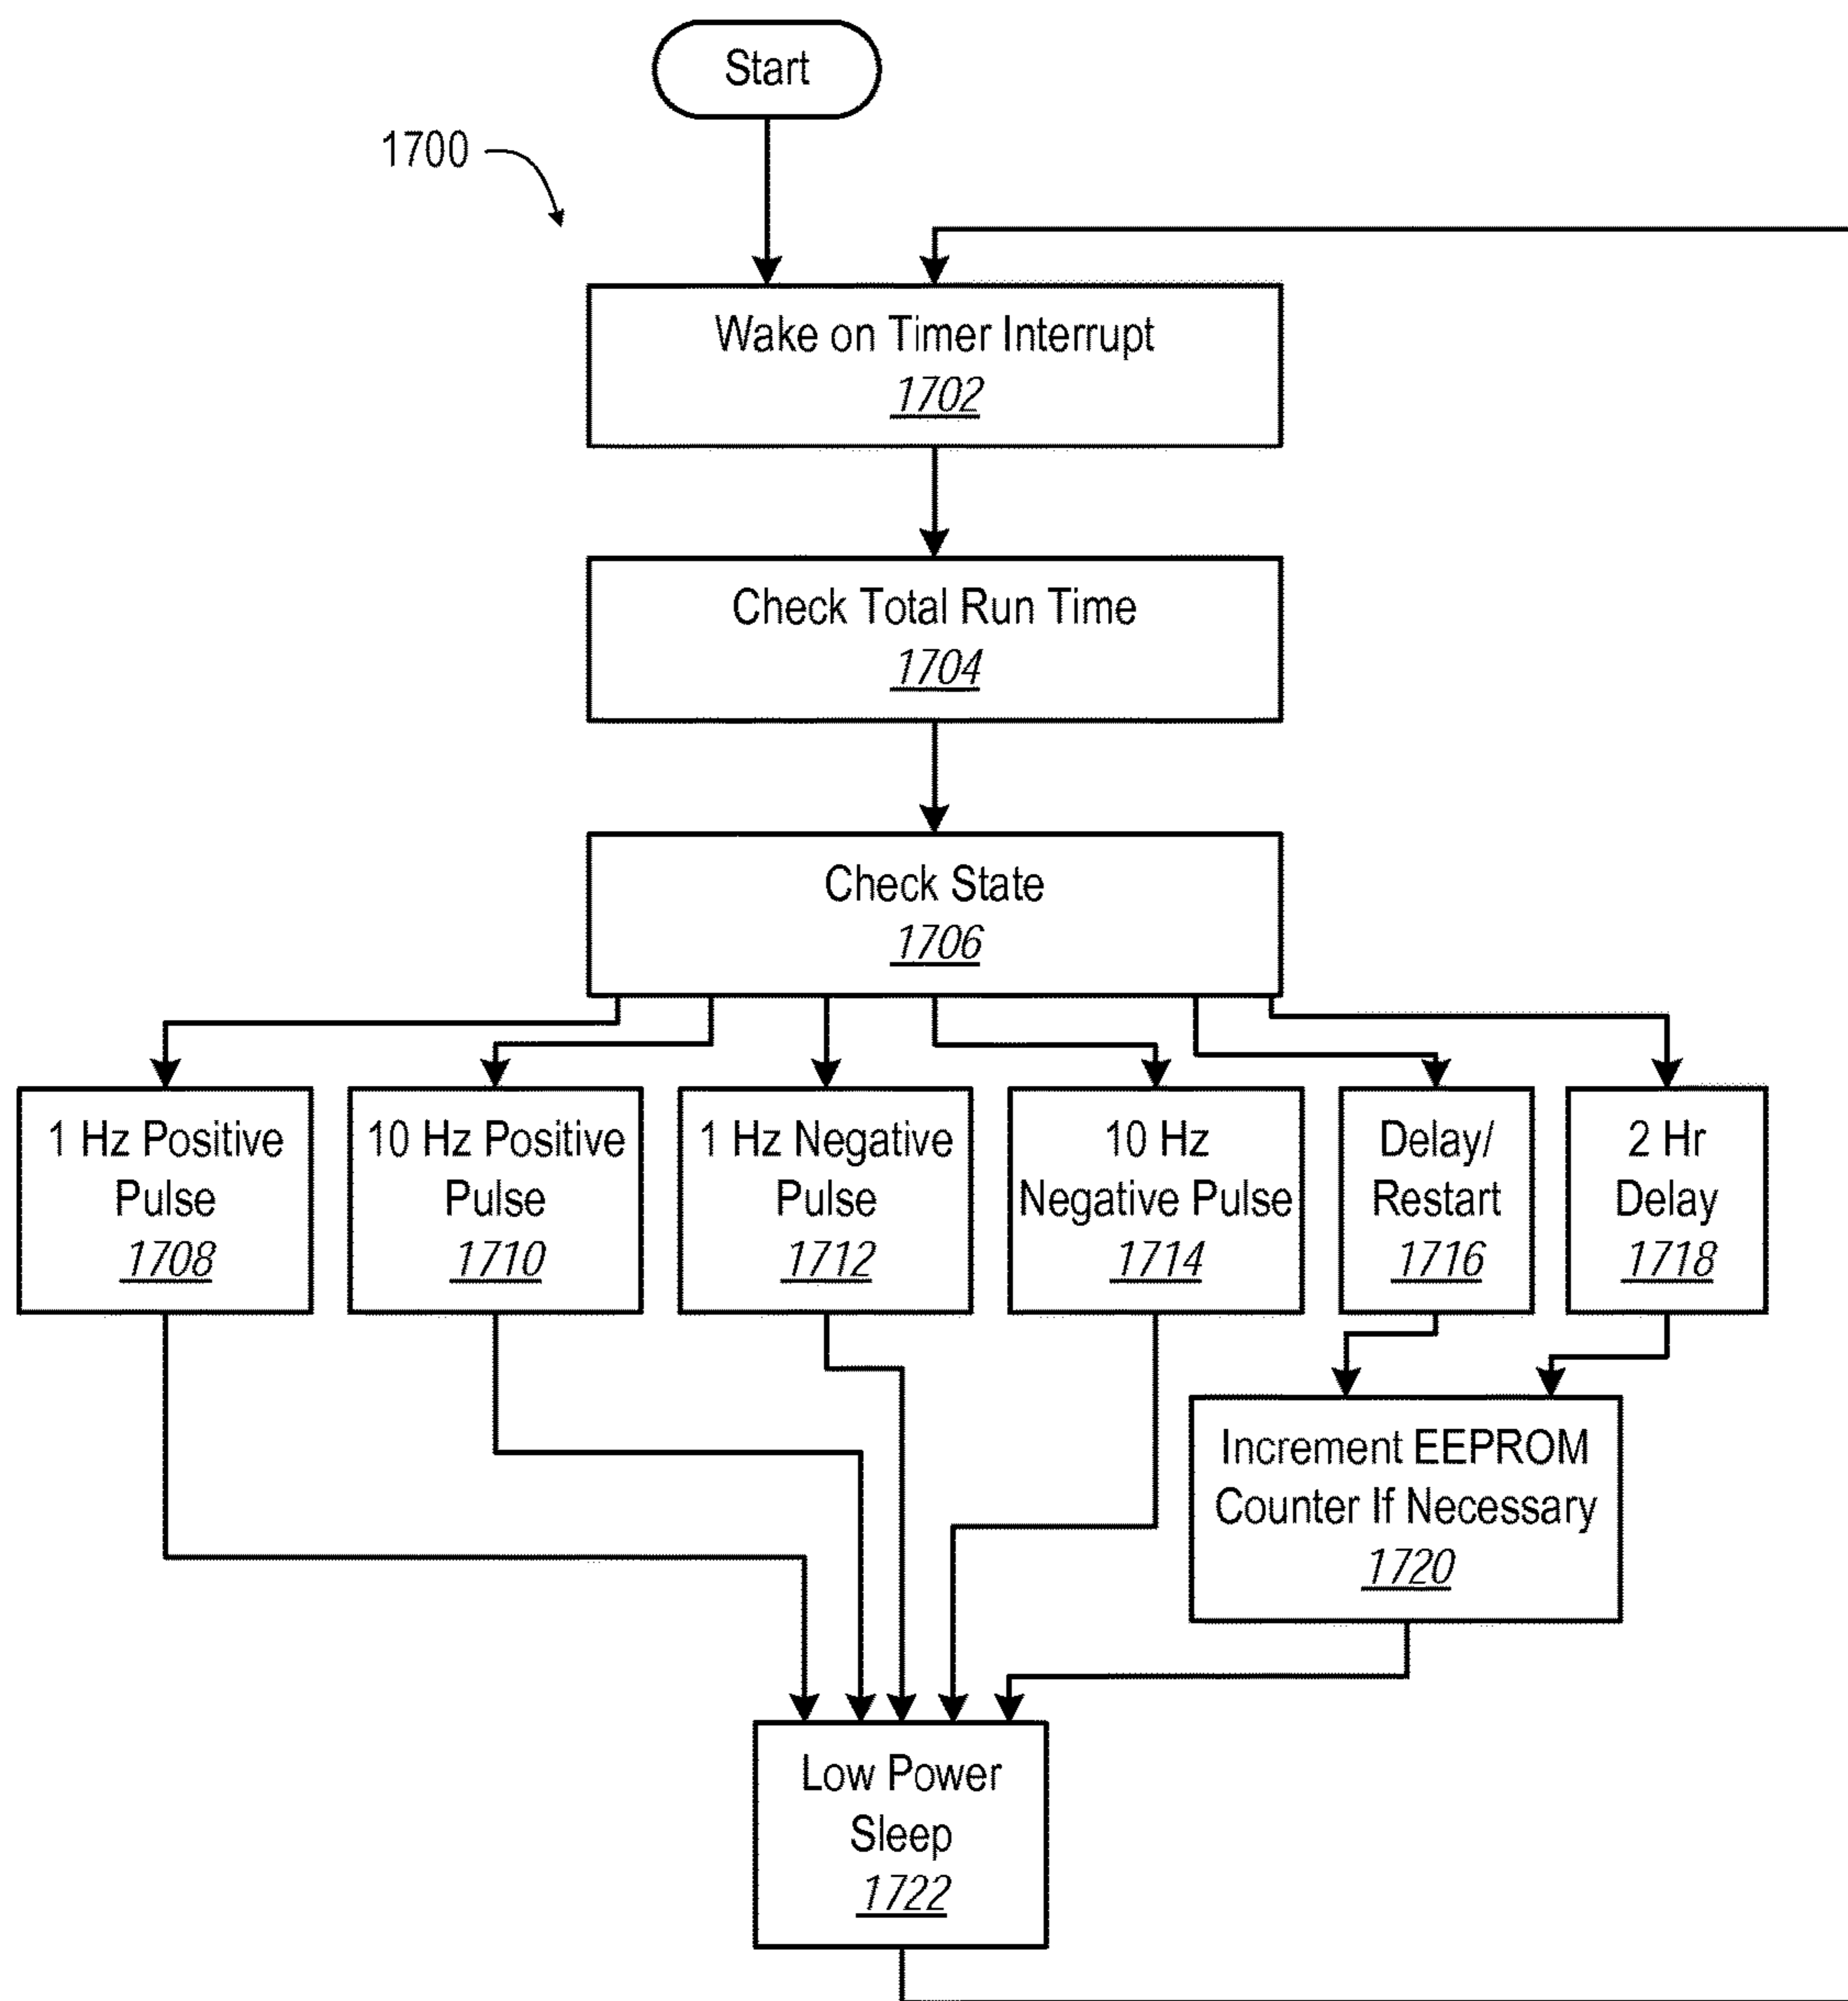 Start
1700
Wake on Timer Interrupt
1702
Check Total Run Time
1704
Check State
1706
1 Hz Positive
Pulse
1708
10 Hz Positive
Pulse
1710
1 Hz Negative
Pulse
1712
10 Hz
Negative Pulse
1714
Delay/
Restart
1716
2 Hr
Delay
1718
Increment EEPROM
Counter If Necessary
1720
Low Power
Sleep
1722